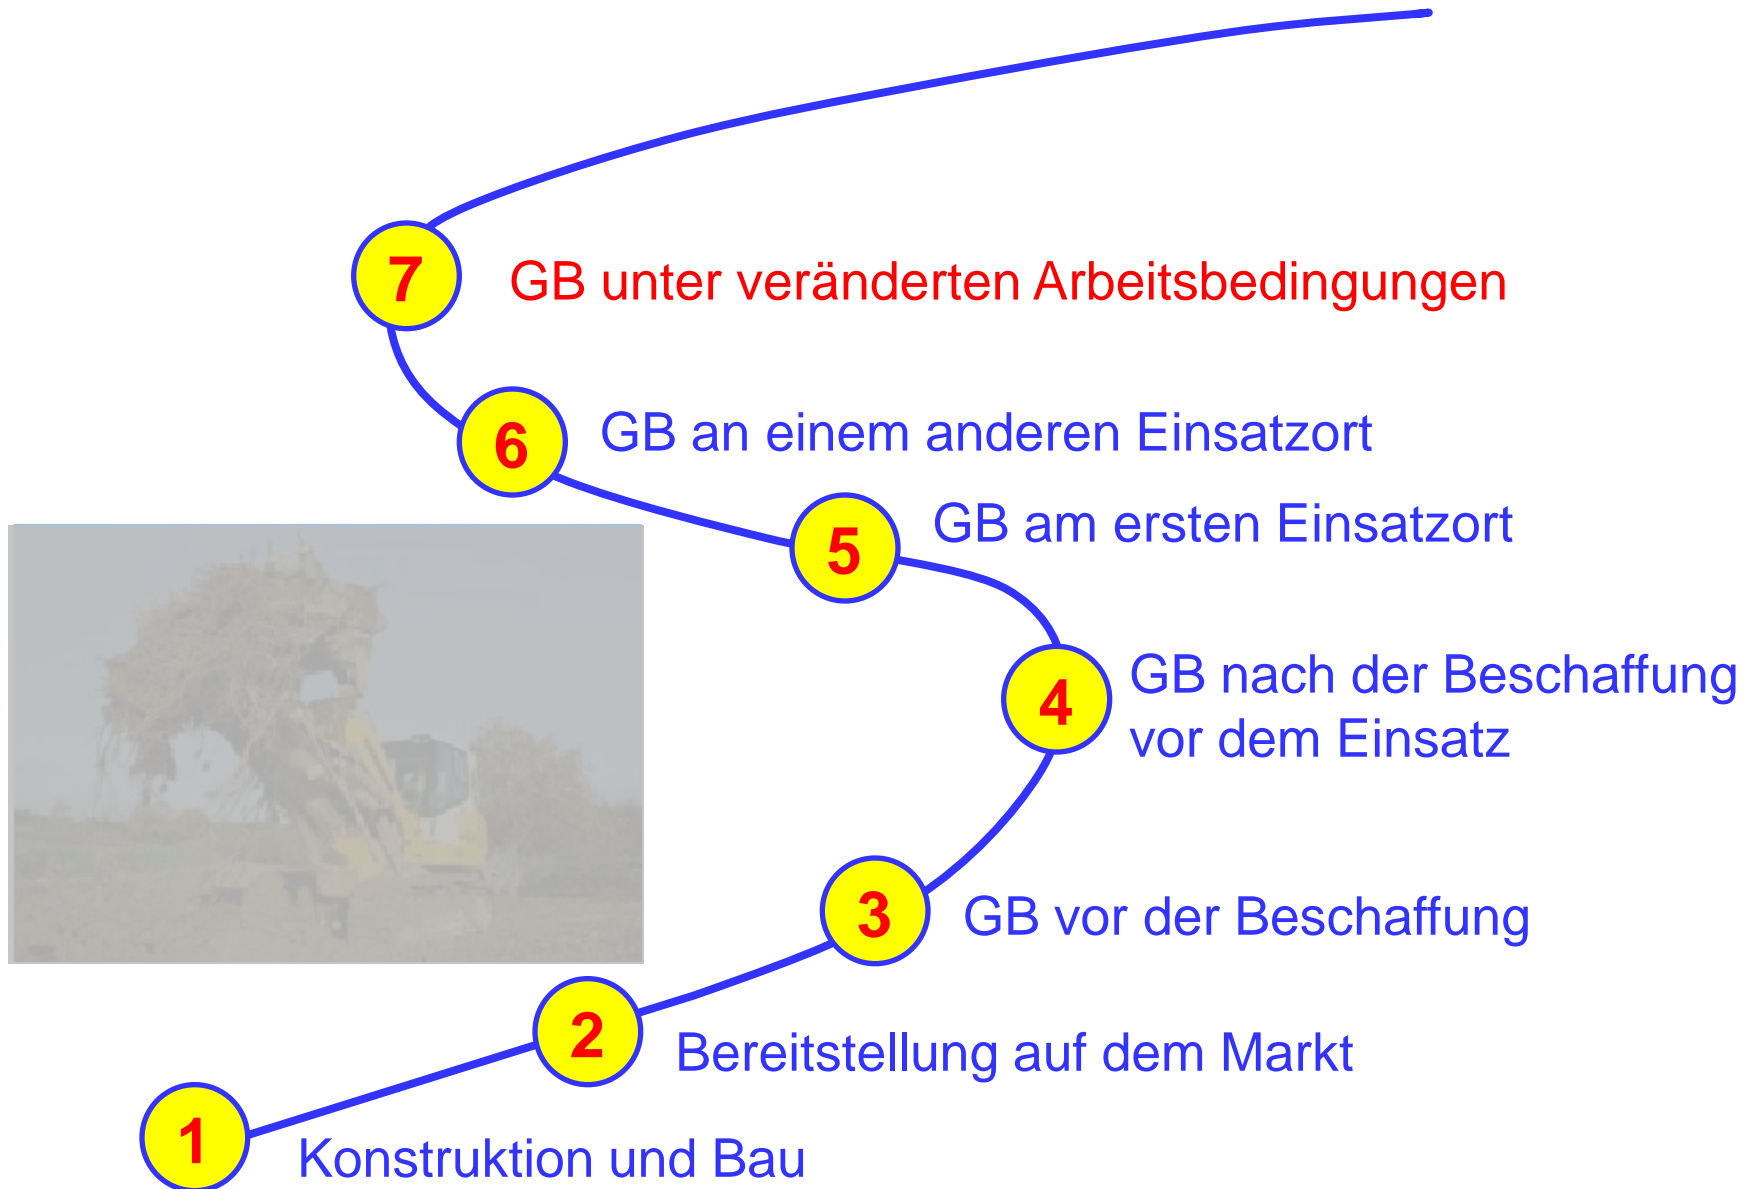 7
GB unter veränderten Arbeitsbedingungen
6
GB an einem anderen Einsatzort
5
GB am ersten Einsatzort
4
GB nach der Beschaffung
vor dem Einsatz
3
GB vor der Beschaffung
2
Bereitstellung auf dem Markt
1
Konstruktion und Bau